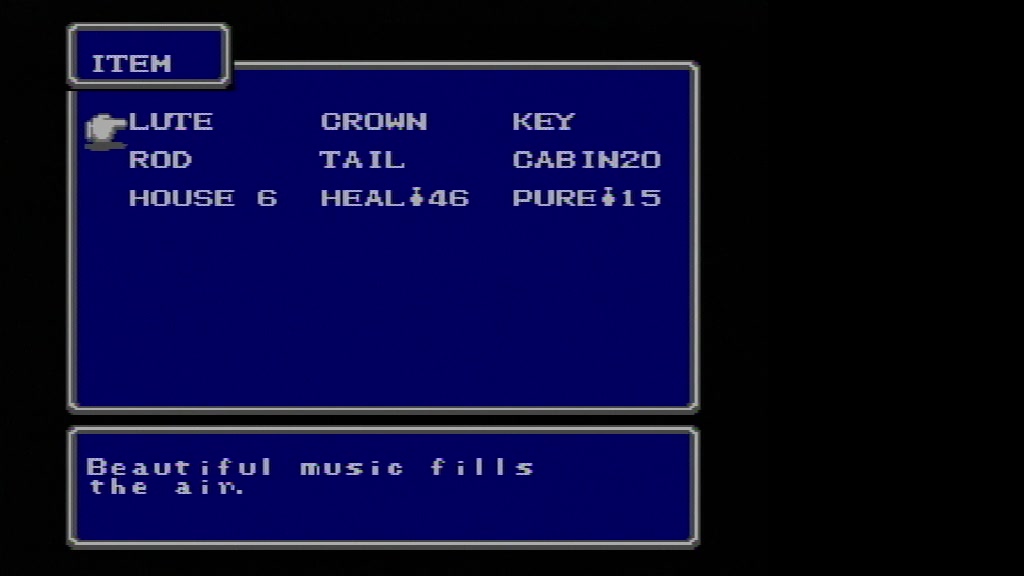 ITEM
LUTE CROWN KEY
ROD TAIL CABIN20
HOUSE 6 HEAL46 PURE15
Beautiful music fills
the air.